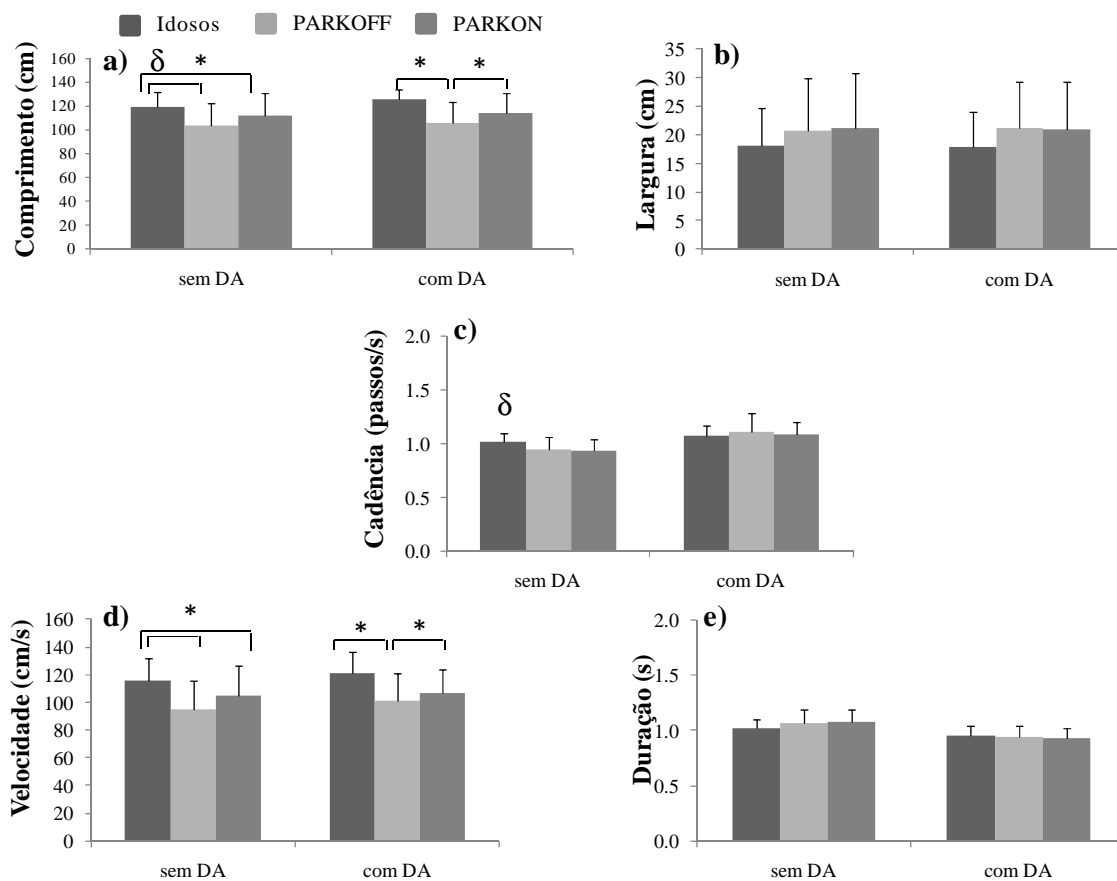 Idosos PARKOFF PARKON
a)
Comprimento (cm)
160
140
120
100
80
60
40
20
0
δ * * *
sem DA com DA
b)
Largura (cm)
35
30
25
20
15
10
5
0
sem DA com DA
c)
Cadência (passos/s)
2.0
1.5
1.0
0.5
0.0
δ
sem DA com DA
d)
Velocidade (cm/s)
160
140
120
100
80
60
40
20
0
* * *
sem DA com DA
e)
Duração (s)
2.0
1.5
1.0
0.5
0.0
sem DA com DA